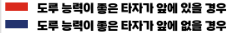 도루 능력이 좋은 타자가 앞에 있을 경우
도루 능력이 좋은 타자가 앞에 없을 경우